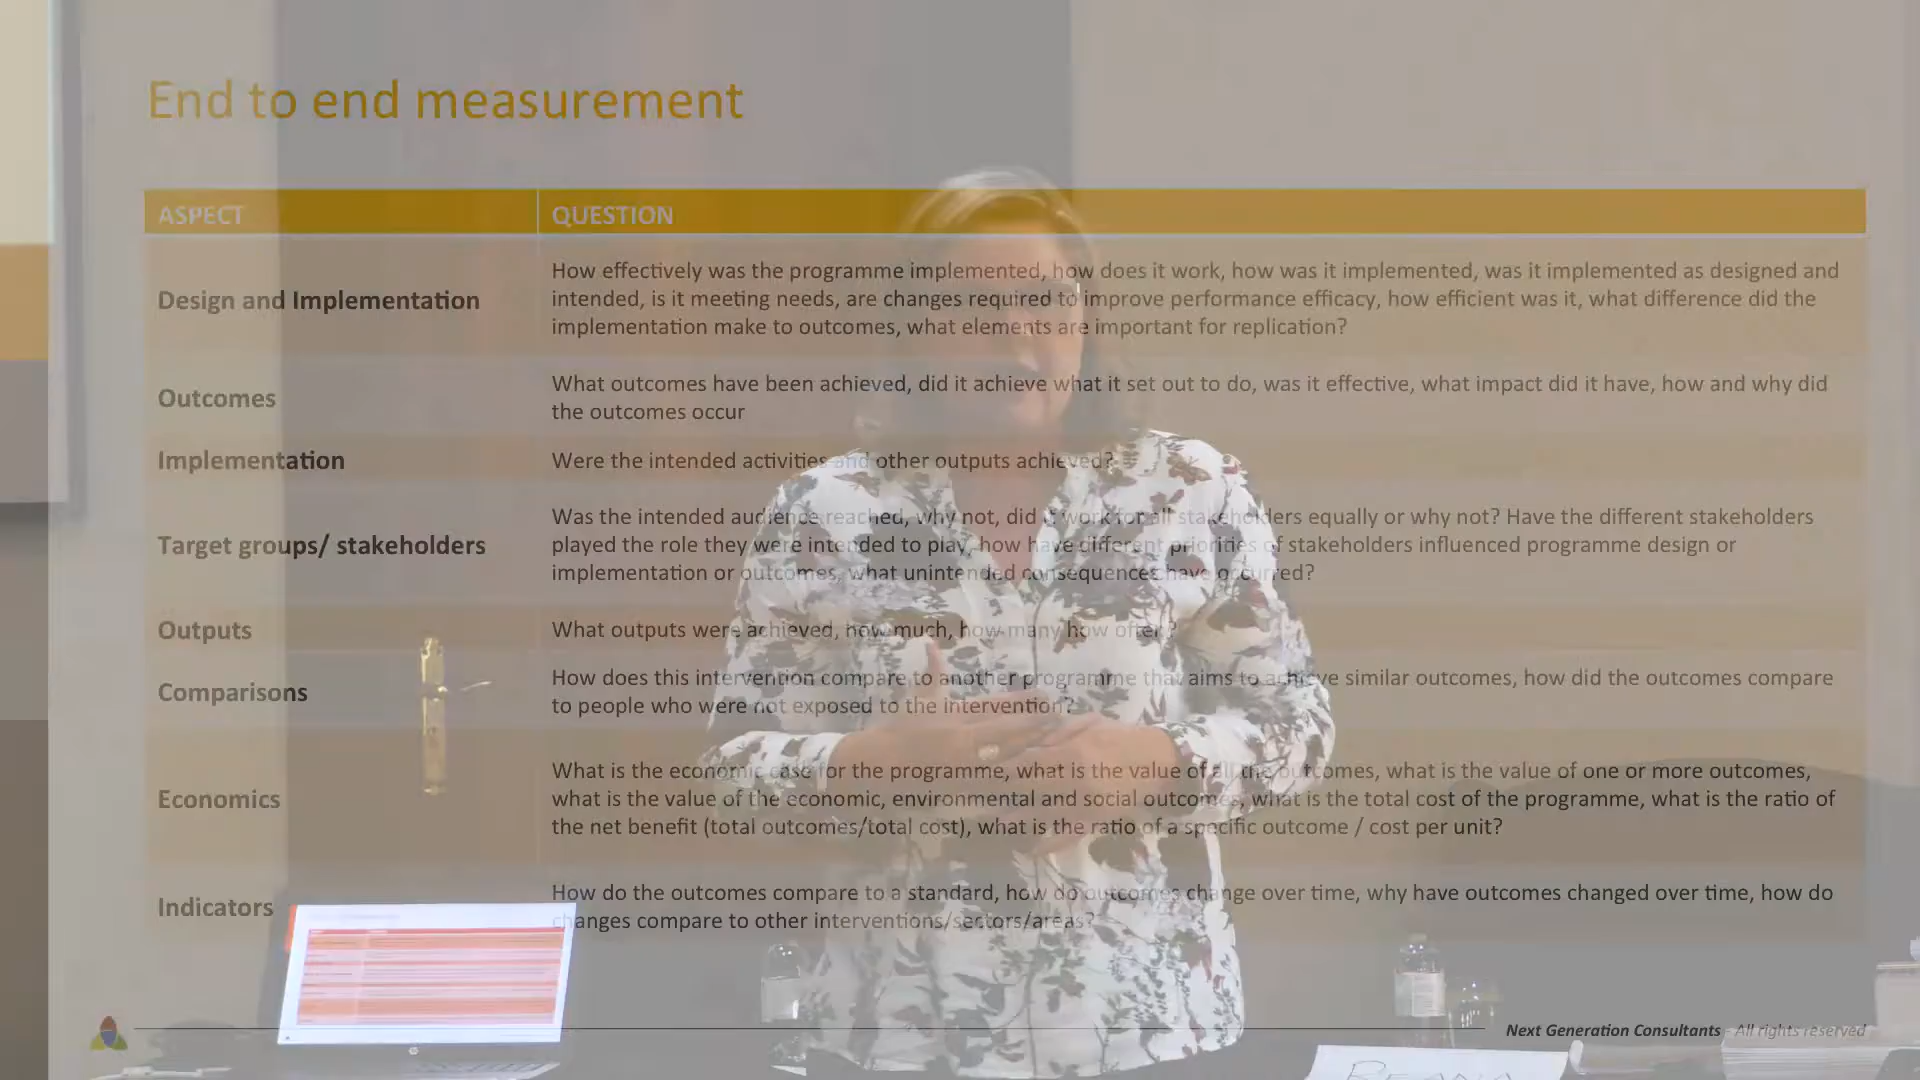 End to end measurement
ASPECT
QUESTION
Design and Implementation
How effectively was the programme implemented, how does it work, how was it implemented, was it implemented as designed and
intended, is it meeting needs, are changes required to improve performance efficacy, how efficient was it, what difference did the
implementation make to outcomes, what elements are important for replication?
Outcomes
What outcomes have been achieved, did it achieve what it set out to do, was it effective, what impact did it have, how and why did
the outcomes occur
Implementation
Were the intended activities and other outputs achieved?
Target groups/ stakeholders
Was the intended audience reached, why not, did it work for all stakeholders equally or why not? Have the different stakeholders
played the role they were intended to play, how have different priorities of stakeholders influenced programme design or
implementation or outcomes, what unintended consequences have occurred?
Outputs
What outputs were achieved, how much, how many how often?
Comparisons
How does this intervention compare to another programme that aims to achieve similar outcomes, how did the outcomes compare
to people who were not exposed to the intervention?
Economics
What is the economic case for the programme, what is the value of all the outcomes, what is the value of one or more outcomes,
what is the value of the economic, environmental and social outcomes, what is the total cost of the programme, what is the ratio of
the net benefit (total outcomes/total cost), what is the ratio of a specific outcome / cost per unit?
Indicators
How do the outcomes compare to a standard, how do outcomes change over time, why have outcomes changed over time, how do
changes compare to other interventions/sectors/areas?
Next Generation Consultants - All rights reserved